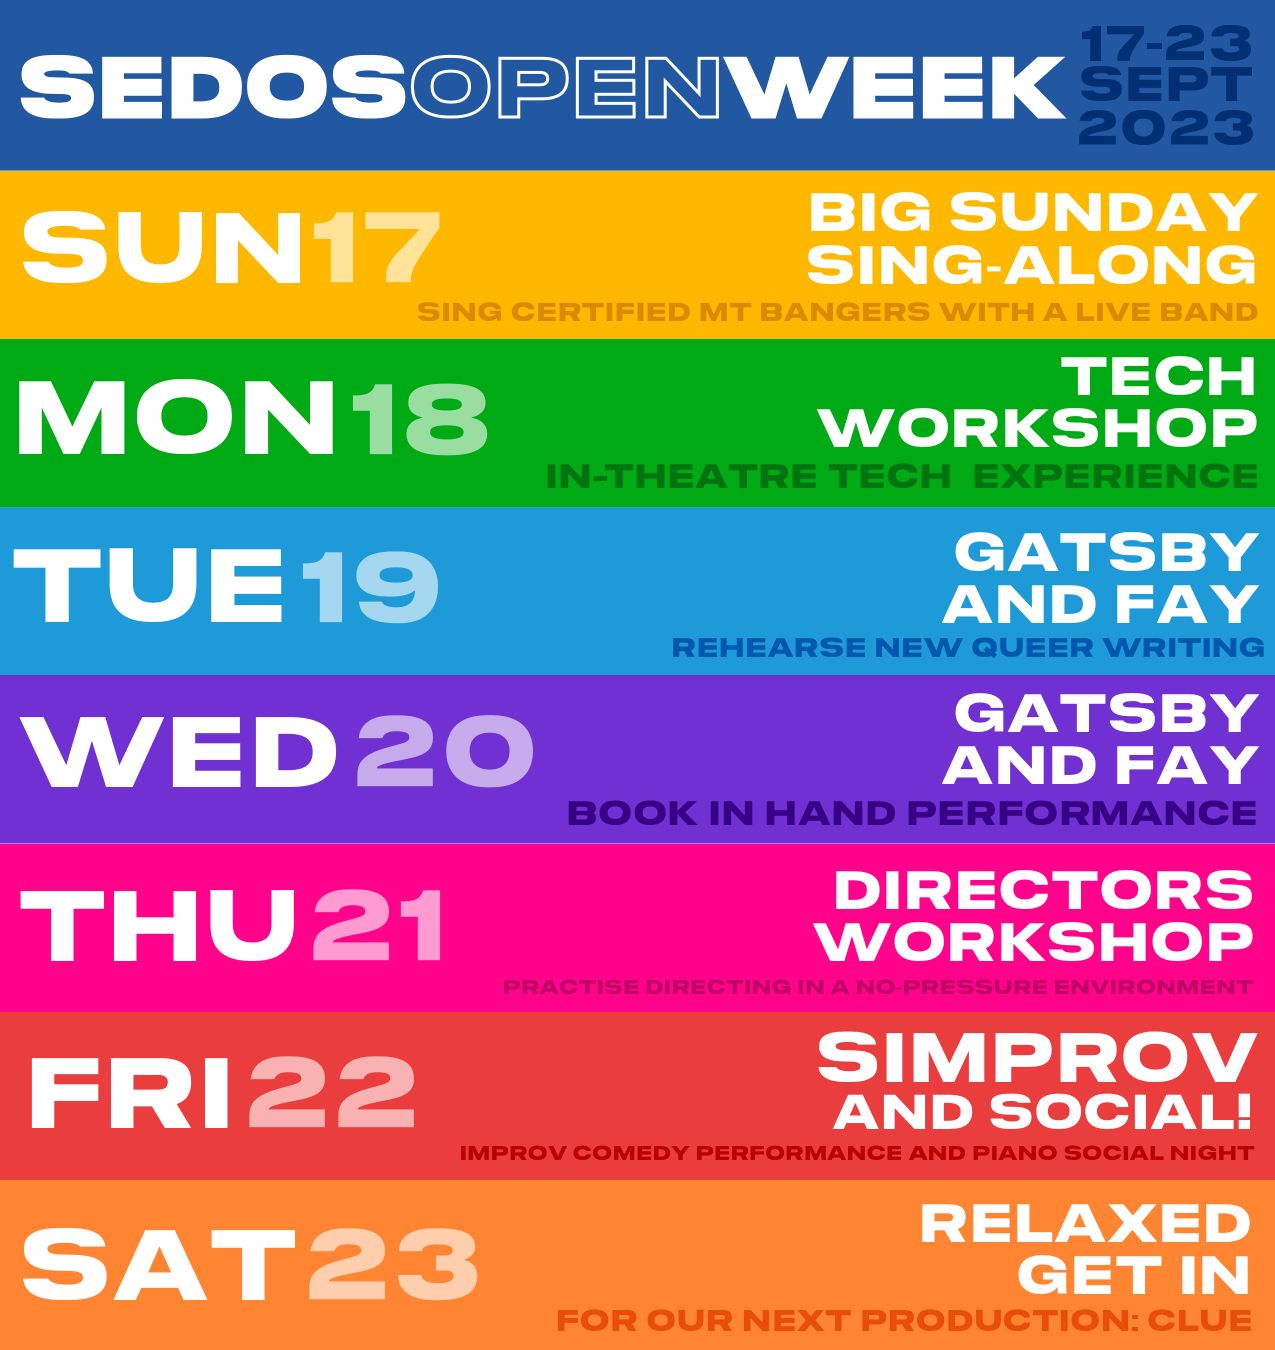 SEDOSOPENWEEK
17-23
SEPT
2023
SUN17
BIG SUNDAY
SING-ALONG
SING CERTIFIED MT BANGERS WITH A LIVE BAND
MON18
TECH
WORKSHOP
IN-THEATRE TECH EXPERIENCE
TUE19
GATSBY
AND FAY
REHEARSE NEW QUEER WRITING
WED20
GATSBY
AND FAY
BOOK IN HAND PERFORMANCE
THU21
DIRECTORS
WORKSHOP
PRACTISE DIRECTING IN A NO-PRESSURE ENVIRONMENT
FRI22
SIMPROV
AND SOCIAL!
IMPROV COMEDY PERFORMANCE AND PIANO SOCIAL NIGHT
SAT23
RELAXED
GET IN
FOR OUR NEXT PRODUCTION: CLUE